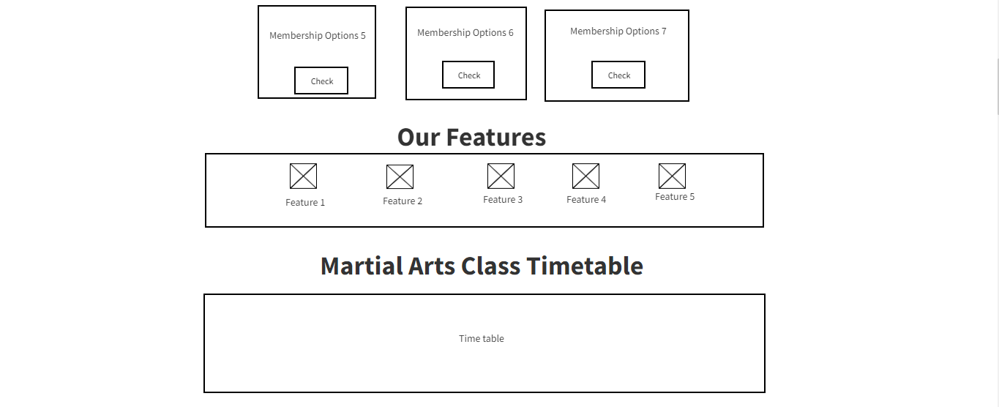 Membership Options 5
Membership Options 6
Membership Options 7
Check
Check
Check
Our Features
Feature 1
Feature 2
Feature 3
Feature 4
Feature 5
Martial Arts Class Timetable
Time table